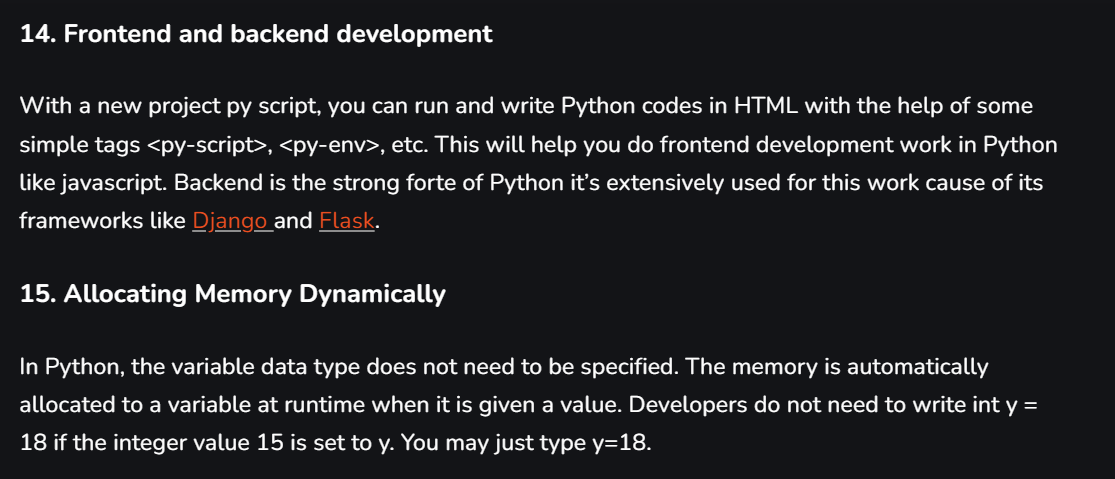 14. Frontend and backend development
With a new project py script, you can run and write Python codes in HTML with the help of some
simple tags <py-script>, <py-env>, etc. This will help you do frontend development work in Python
like javascript. Backend is the strong forte of Python it’s extensively used for this work cause of its
frameworks like Django and Flask.
15. Allocating Memory Dynamically
In Python, the variable data type does not need to be specified. The memory is automatically
allocated to a variable at runtime when it is given a value. Developers do not need to write int y =
18 if the integer value 15 is set to y. You may just type y=18.